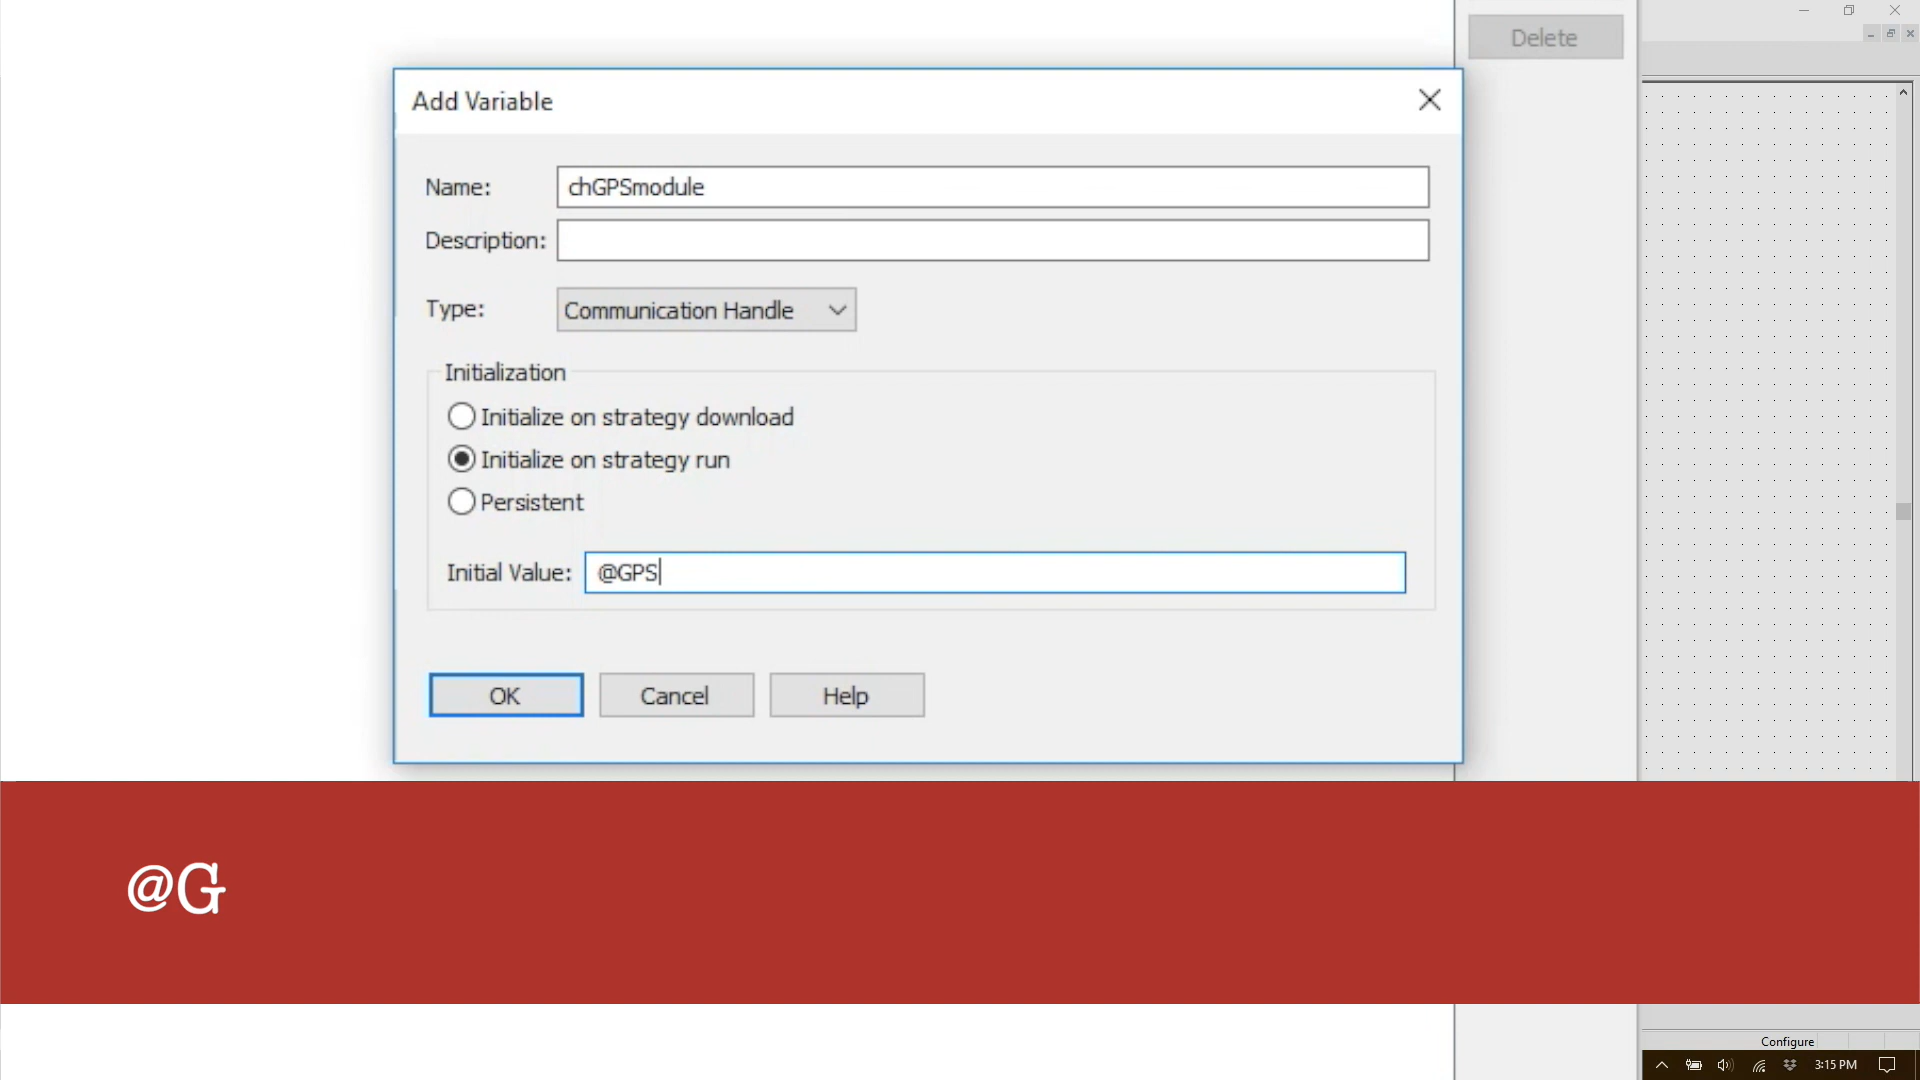 Delete
Add Variable
Name: chGPSmodule
Description:
Type: Communication Handle
Initialization
Initialize on strategy download
Initialize on strategy run
Persistent
Initial Value: @GPS
OK Cancel Help
@G
Configure
3:15 PM